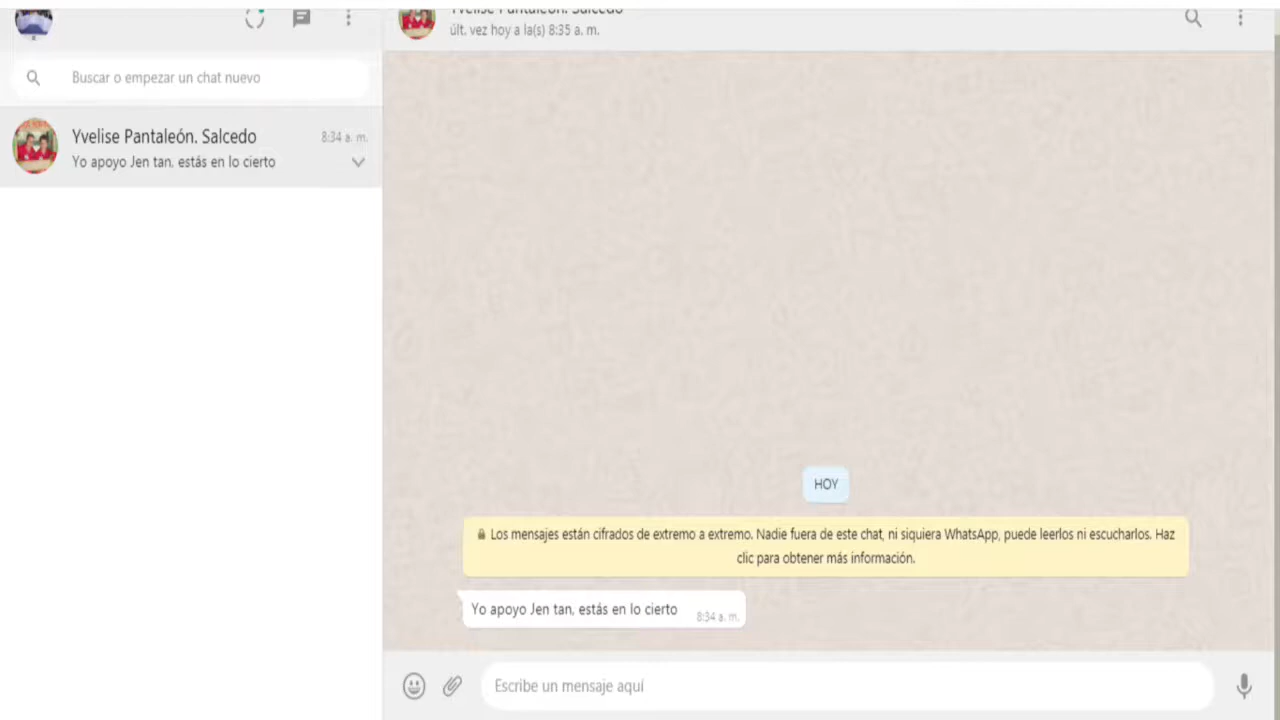 Yvelise Pantaleón. Salcedo
últ. vez hoy a la(s) 8:35 a. m.
Buscar o empezar un chat nuevo
Yvelise Pantaleón. Salcedo
8:34 a. m.
Yo apoyo Jen tan. estás en lo cierto
HOY
Los mensajes están cifrados de extremo a extremo. Nadie fuera de este chat, ni siquiera WhatsApp, puede leerlos ni escucharlos. Haz
clic para obtener más información.
Yo apoyo Jen tan. estás en lo cierto
8:34 a. m.
Escribe un mensaje aquí